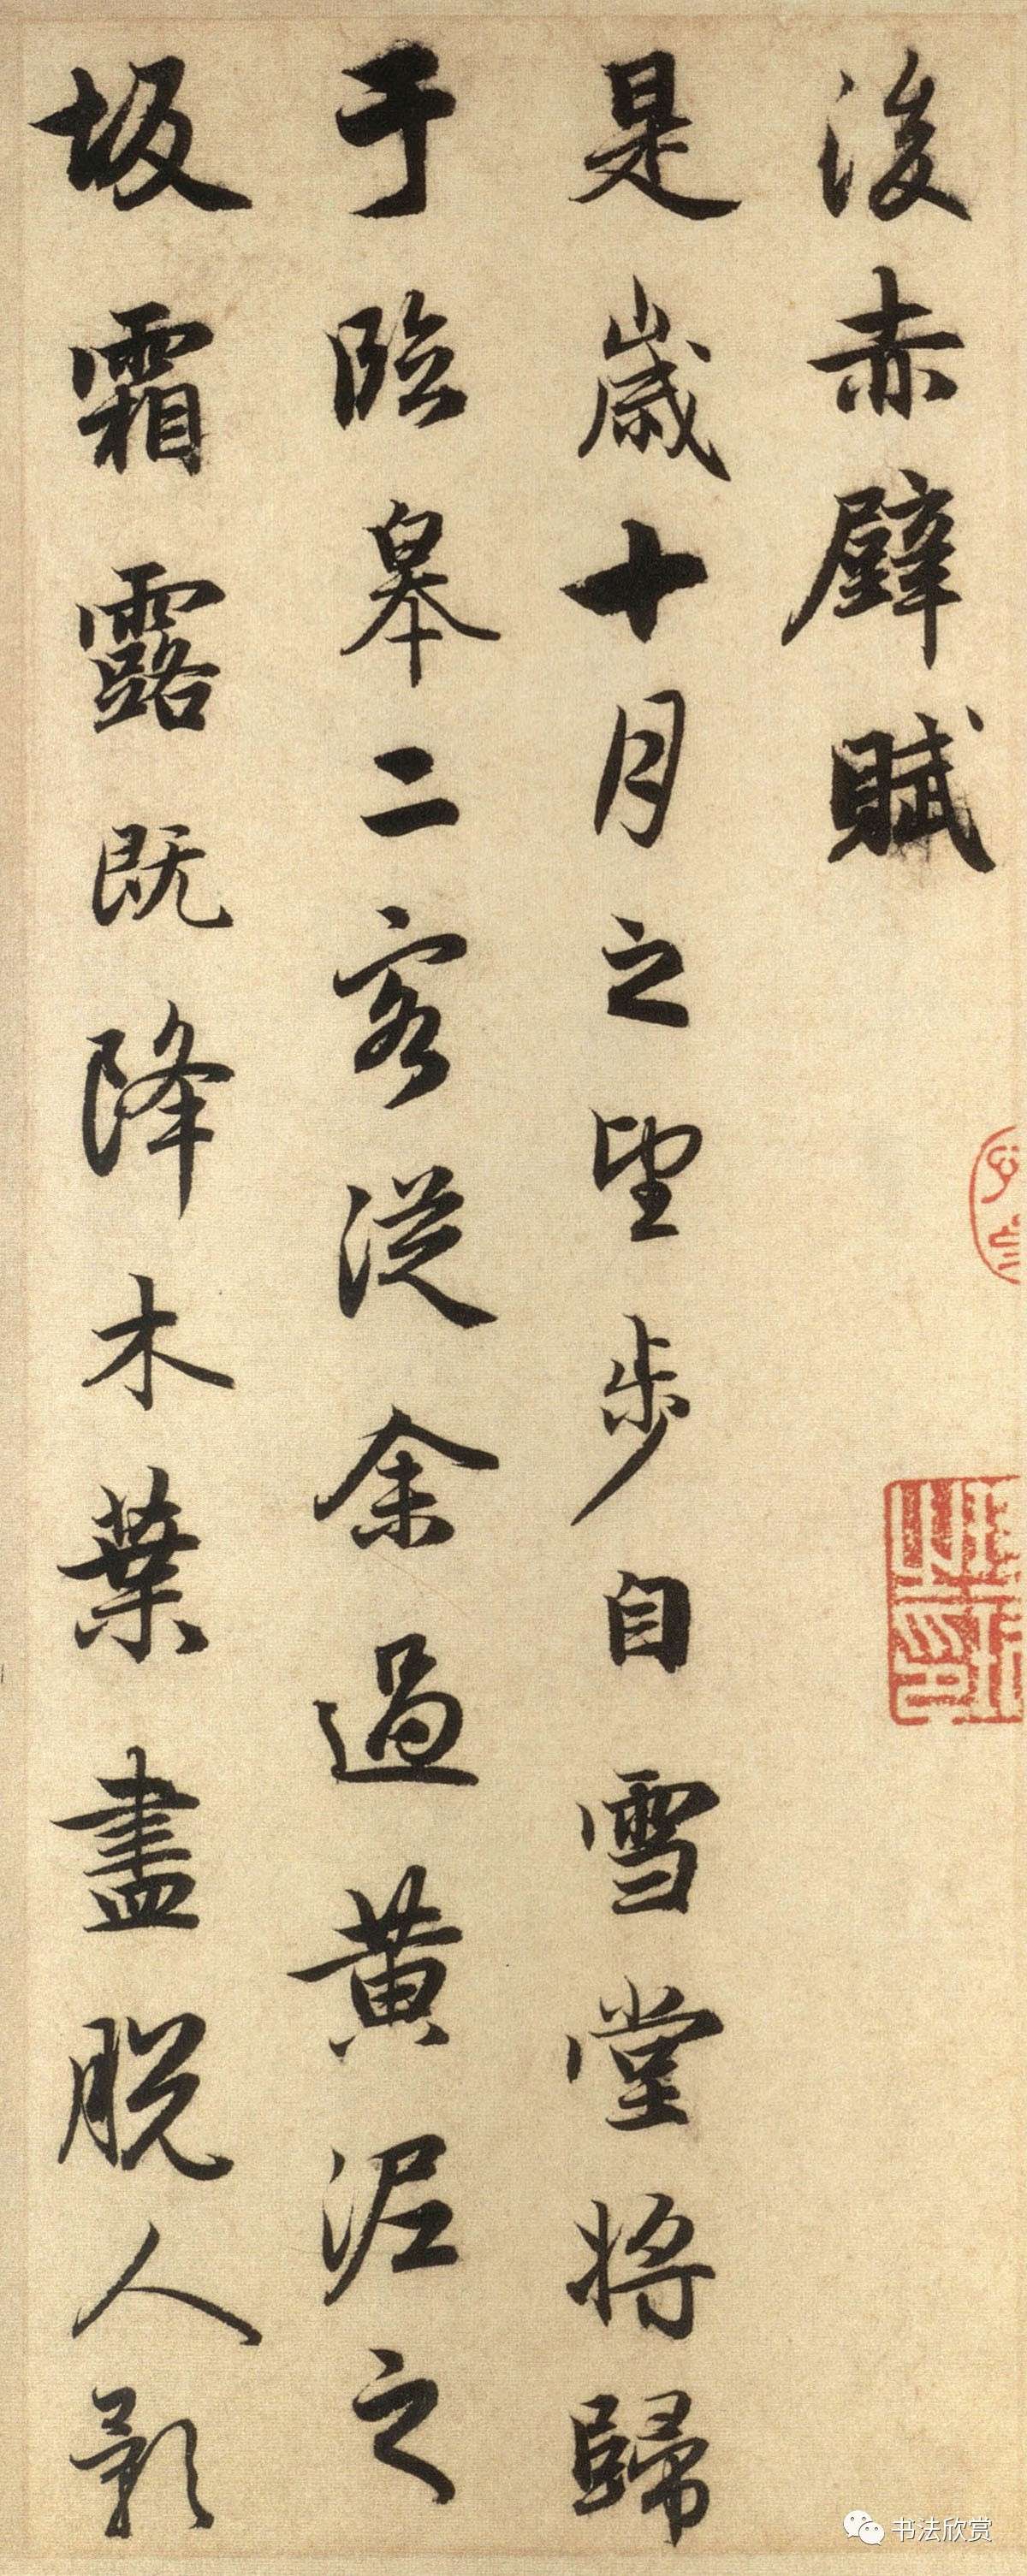 後赤壁賦
是歲十月之望步自雪堂將歸
于臨皋二客從余過黃泥之
坂霜露既降木葉盡脫人影
书法欣赏